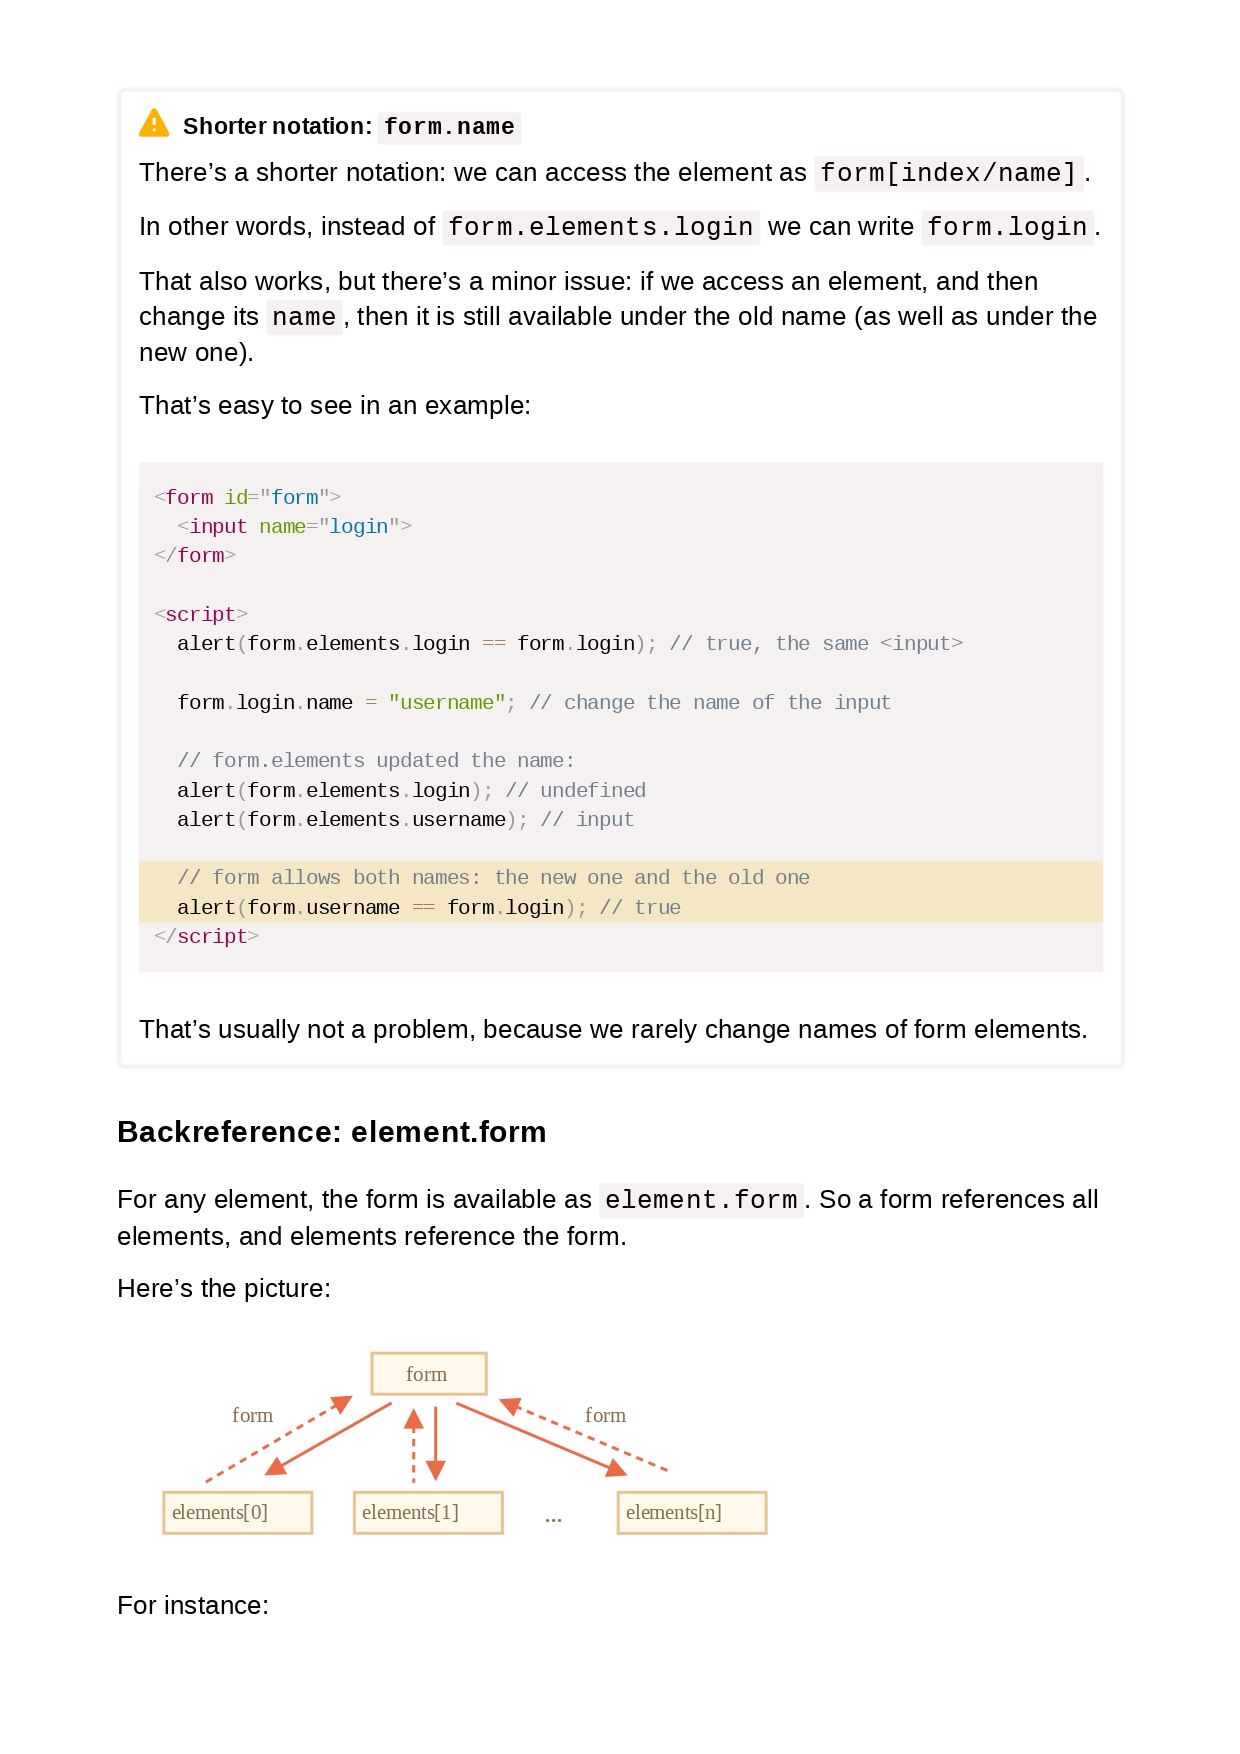 Shorter notation: form.name
There’s a shorter notation: we can access the element as form[index/name].
In other words, instead of form.elements.login we can write form.login.
That also works, but there’s a minor issue: if we access an element, and then
change its name, then it is still available under the old name (as well as under the
new one).
That’s easy to see in an example:
<form id="form">
  <input name="login">
</form>
<script>
  alert(form.elements.login == form.login); // true, the same <input>
  form.login.name = "username"; // change the name of the input
  // form.elements updated the name:
  alert(form.elements.login); // undefined
  alert(form.elements.username); // input
  // form allows both names: the new one and the old one
  alert(form.username == form.login); // true
</script>
That’s usually not a problem, because we rarely change names of form elements.
Backreference: element.form
For any element, the form is available as element.form. So a form references all
elements, and elements reference the form.
Here’s the picture:
form
form form
elements[0] elements[1] ... elements[n]
For instance: